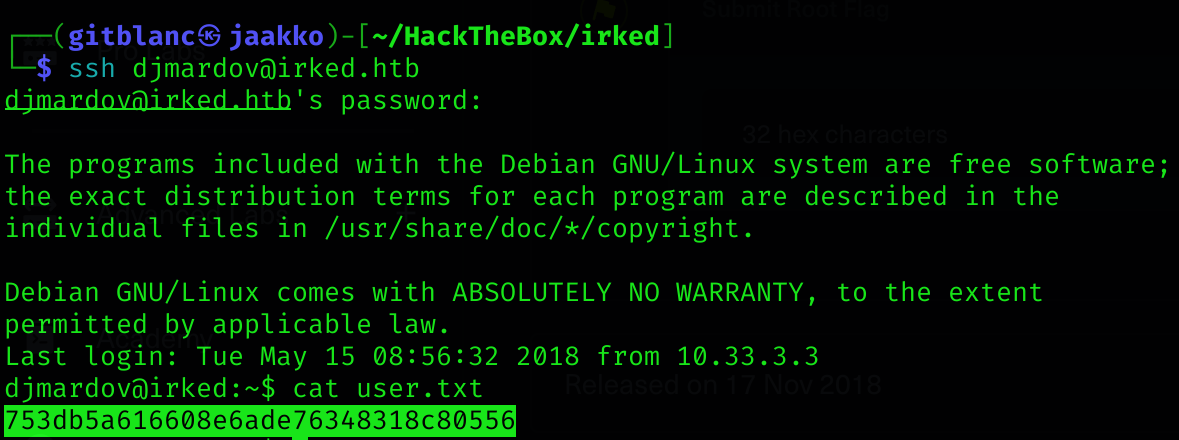 Submit Root Flag
┌──(gitblanc㉿jaakko)-[~/HackTheBox/irked]
└─$ ssh djmardov@irked.htb
djmardov@irked.htb's password:
32 hex characters
The programs included with the Debian GNU/Linux system are free software;
the exact distribution terms for each program are described in the
individual files in /usr/share/doc/*/copyright.
Debian GNU/Linux comes with ABSOLUTELY NO WARRANTY, to the extent
permitted by applicable law.
Last login: Tue May 15 08:56:32 2018 from 10.33.3.3
djmardov@irked:~$ cat user.txt
Released on 17 Nov 2018
753db5a616608e6ade76348318c80556